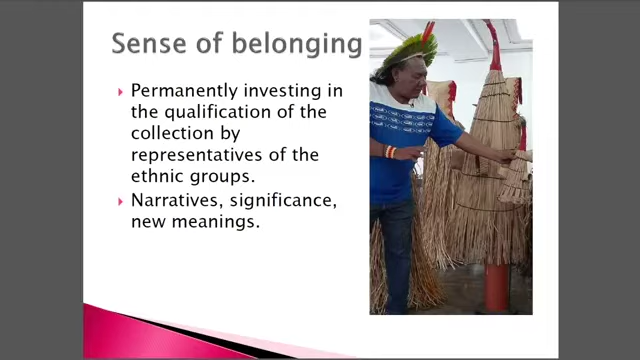 Sense of belonging
Permanently investing in
the qualification of the
collection by
representatives of the
ethnic groups.
Narratives, significance,
new meanings.